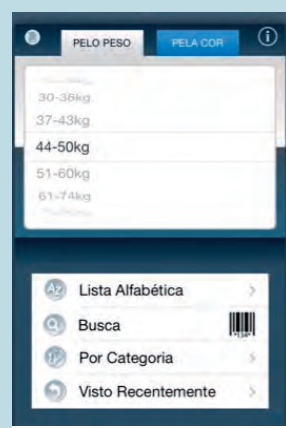 PELO PESO PELA COR
30-36kg
37-43kg
44-50kg
51-60kg
61-74kg
Lista Alfabética
Busca
Por Categoria
Visto Recentemente